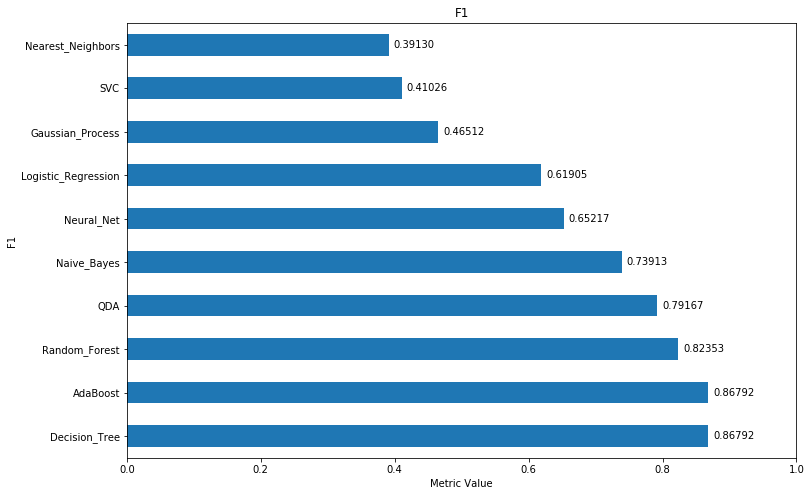 F1
Nearest_Neighbors 0.39130
SVC 0.41026
Gaussian_Process 0.46512
Logistic_Regression 0.61905
Neural_Net 0.65217
F1
Naive_Bayes 0.73913
QDA 0.79167
Random_Forest 0.82353
AdaBoost 0.86792
Decision_Tree 0.86792
0.0 0.2 0.4 0.6 0.8 1.0
Metric Value